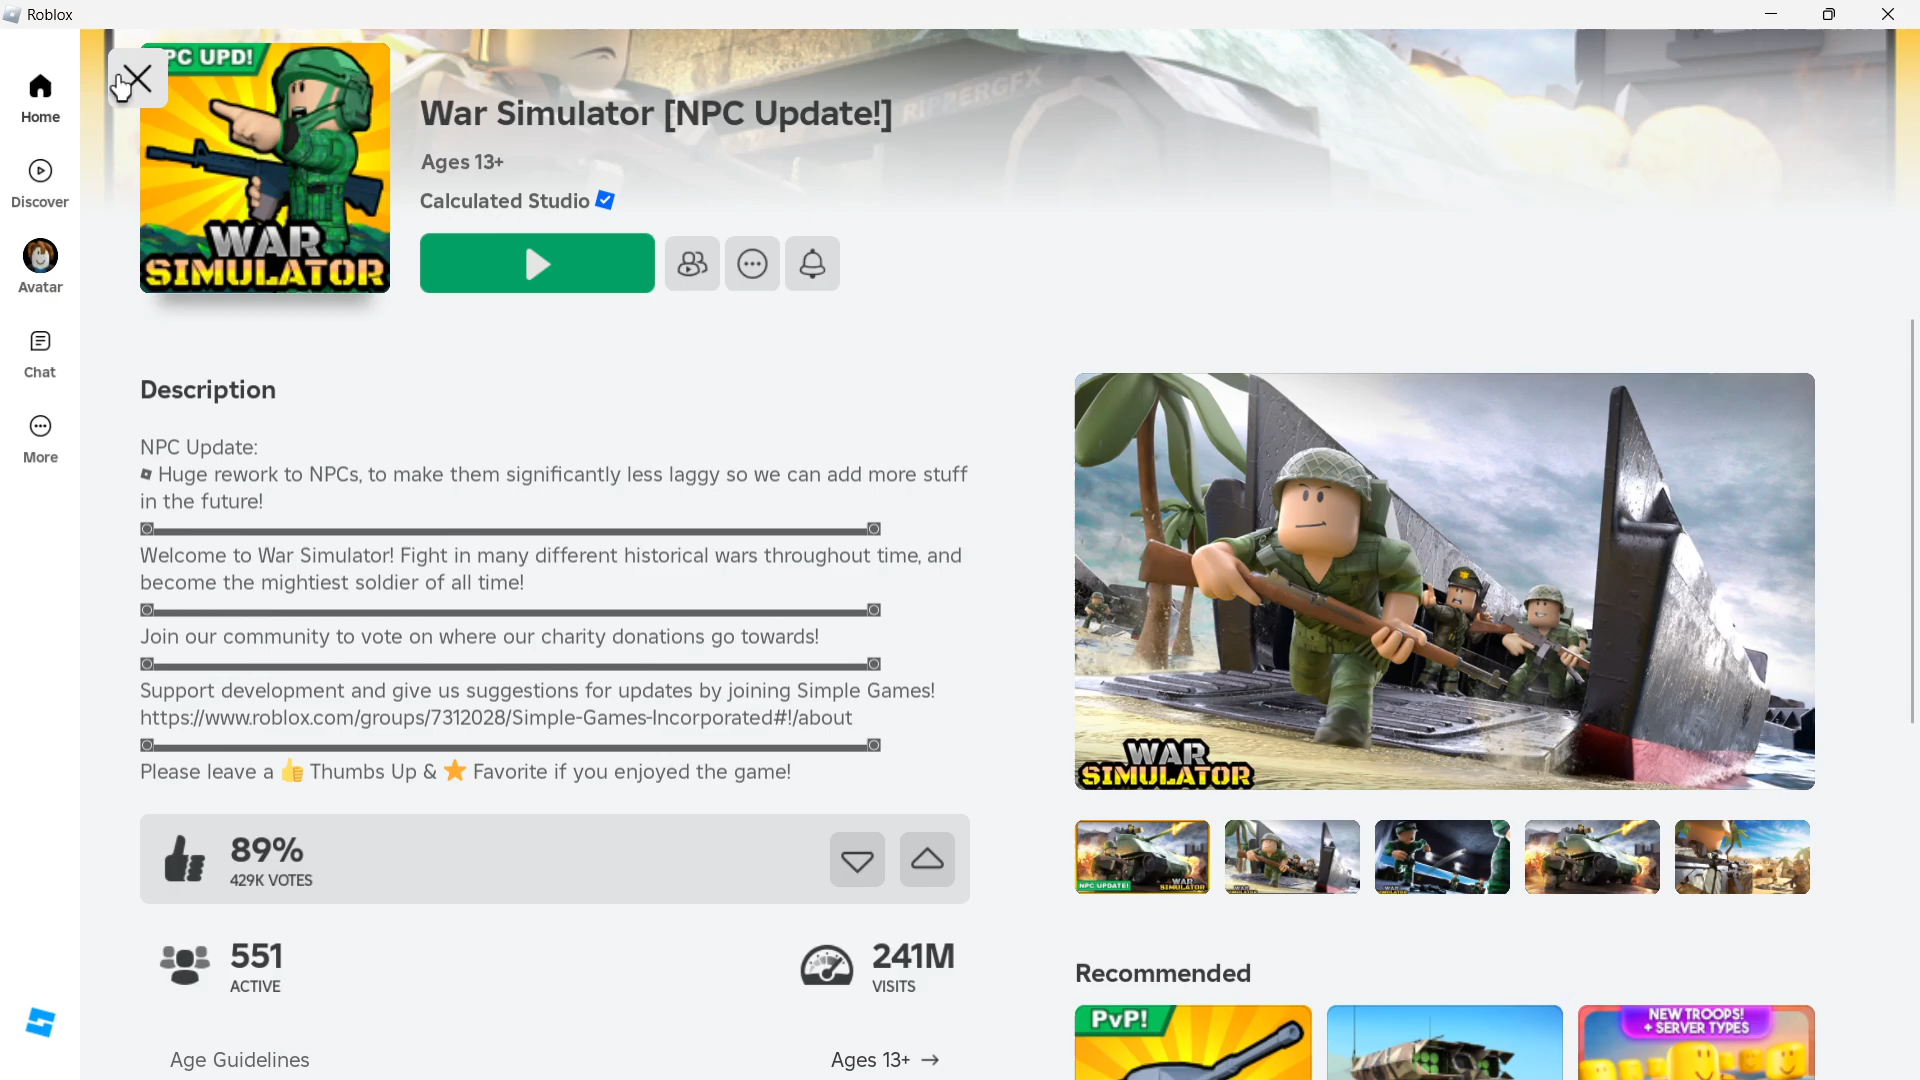 Roblox
Home
Discover
Avatar
Chat
More
PC UPD!
WAR
SIMULATOR
RIPPERGFX
War Simulator [NPC Update!]
Ages 13+
Calculated Studio
Description
NPC Update:
Huge rework to NPCs, to make them significantly less laggy so we can add more stuff
in the future!
Welcome to War Simulator! Fight in many different historical wars throughout time, and
become the mightiest soldier of all time!
Join our community to vote on where our charity donations go towards!
Support development and give us suggestions for updates by joining Simple Games!
https://www.roblox.com/groups/7312028/Simple-Games-Incorporated#!/about
Please leave a 👍 Thumbs Up & ⭐ Favorite if you enjoyed the game!
89%
429K VOTES
551
ACTIVE
241M
VISITS
Age Guidelines
Ages 13+ →
WAR
SIMULATOR
NPC UPDATE!
WAR
SIMULATOR
Recommended
PvP!
NEW TROOPS!
+ SERVER TYPES